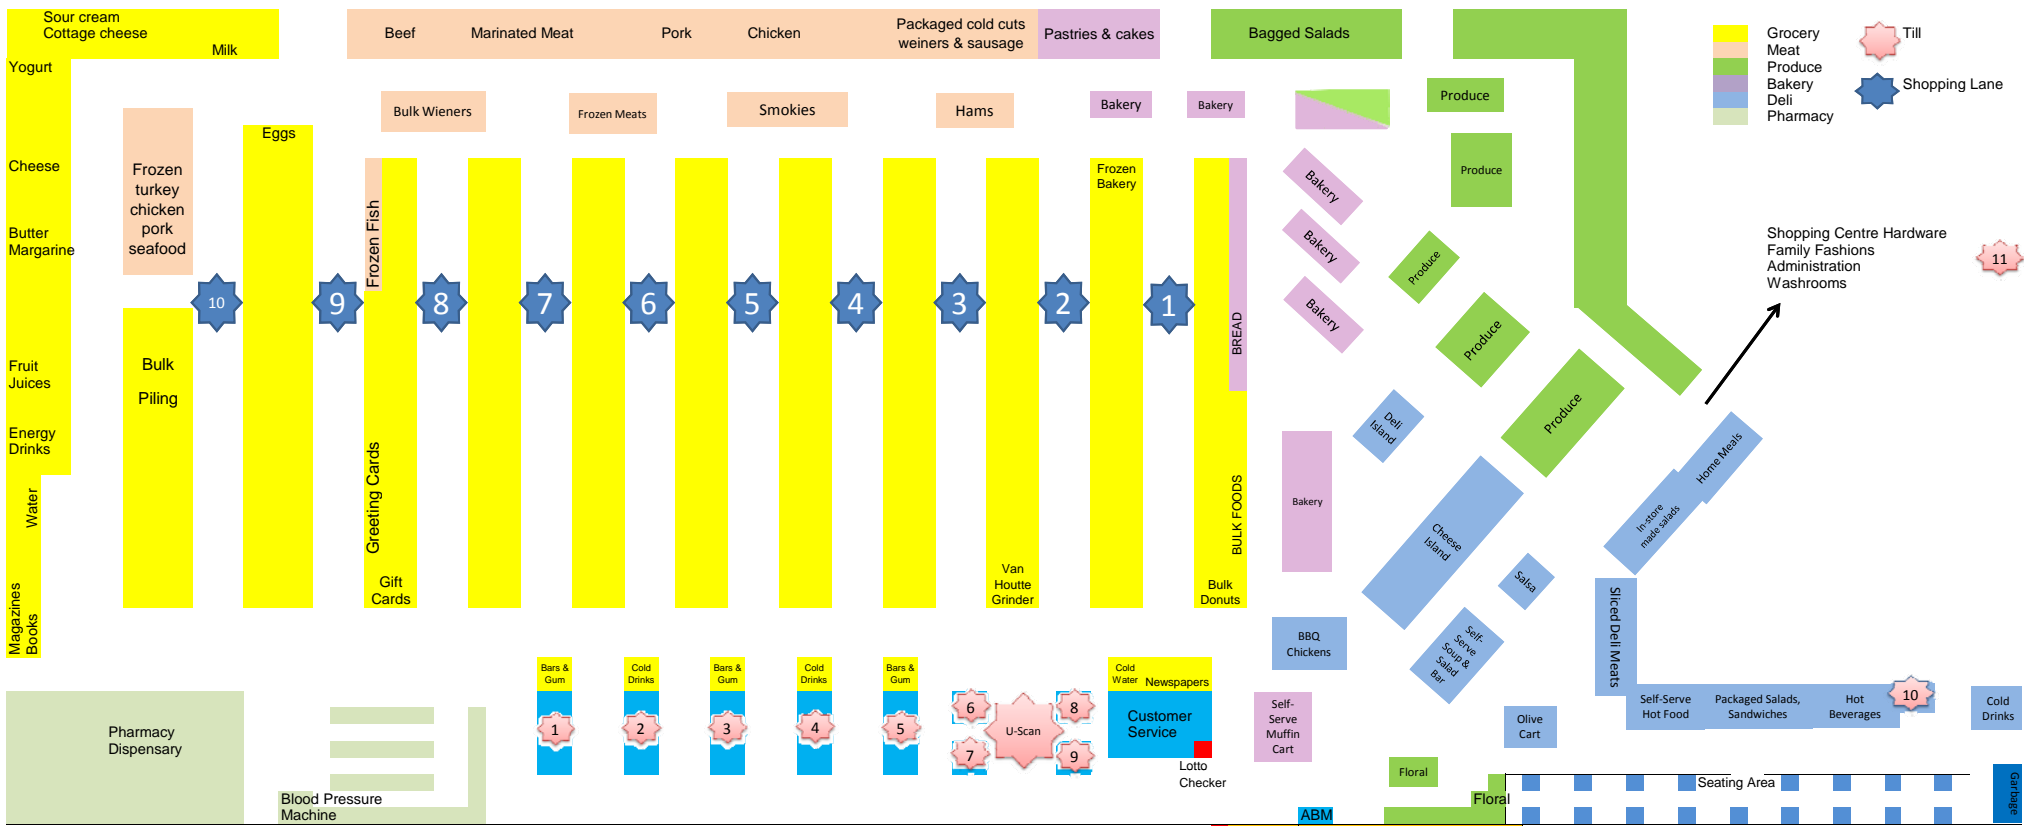 Sour cream
Cottage cheese
Milk
Yogurt
Cheese
Butter
Margarine
Fruit
Juices
Energy
Drinks
Water
Magazines
Books
Beef
Marinated Meat
Pork
Chicken
Packaged cold cuts
weiners & sausage
Pastries & cakes
Bagged Salads
Grocery
Meat
Produce
Bakery
Deli
Pharmacy
Till
Shopping Lane
Frozen
turkey
chicken
pork
seafood
Bulk
Piling
Eggs
Bulk Wieners
Frozen Meats
Smokies
Hams
Bakery
Bakery
Produce
Produce
Frozen Fish
Greeting Cards
Gift
Cards
Frozen
Bakery
Van
Houtte
Grinder
BREAD
BULK FOODS
Bulk
Donuts
10
9
8
7
6
5
4
3
2
1
Bakery
Bakery
Bakery
Produce
Produce
Produce
Shopping Centre Hardware
Family Fashions
Administration
Washrooms
11
Deli
Island
Bakery
Cheese
Island
Home Meals
In-store
made salads
Salsa
Sliced Deli Meats
BBQ
Chickens
Self-
Serve
Soup &
Salad
Bar
Self-
Serve
Muffin
Cart
Olive
Cart
Self-Serve
Hot Food
Packaged Salads,
Sandwiches
Hot
Beverages
10
Cold
Drinks
Pharmacy
Dispensary
Blood Pressure
Machine
Bars &
Gum
1
Cold
Drinks
2
Bars &
Gum
3
Cold
Drinks
4
Bars &
Gum
5
6
7
U-Scan
8
9
Cold
Water
Newspapers
Customer
Service
Lotto
Checker
ABM
Floral
Floral
Seating Area
Garbage